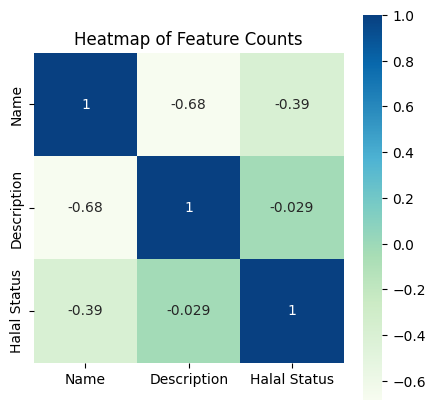 Heatmap of Feature Counts
Name
1
-0.68
-0.39
Description
-0.68
1
-0.029
Halal Status
-0.39
-0.029
1
Name
Description
Halal Status
1.0
0.8
0.6
0.4
0.2
0.0
−0.2
−0.4
−0.6